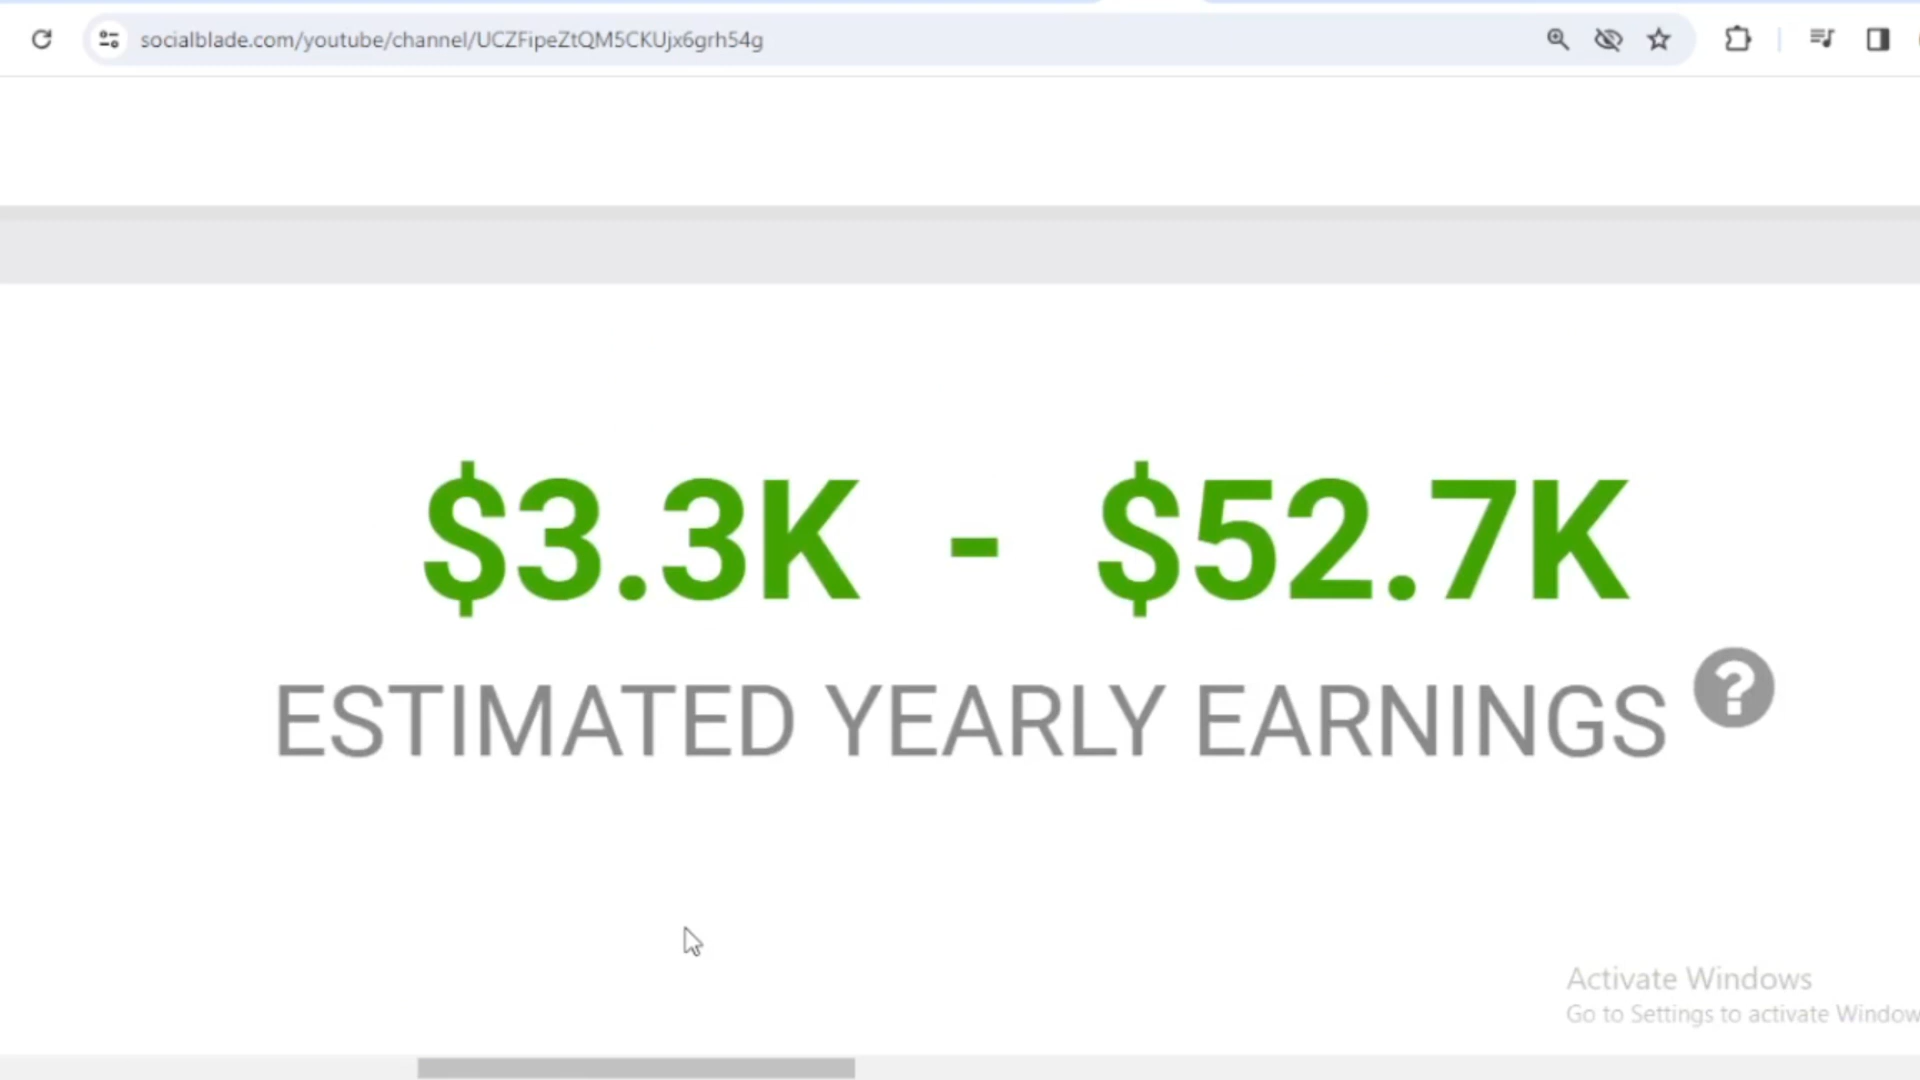 socialblade.com/youtube/channel/UCZFipeZtQM5CKUjx6grh54g
$3.3K - $52.7K
ESTIMATED YEARLY EARNINGS ?
Activate Windows
Go to Settings to activate Window